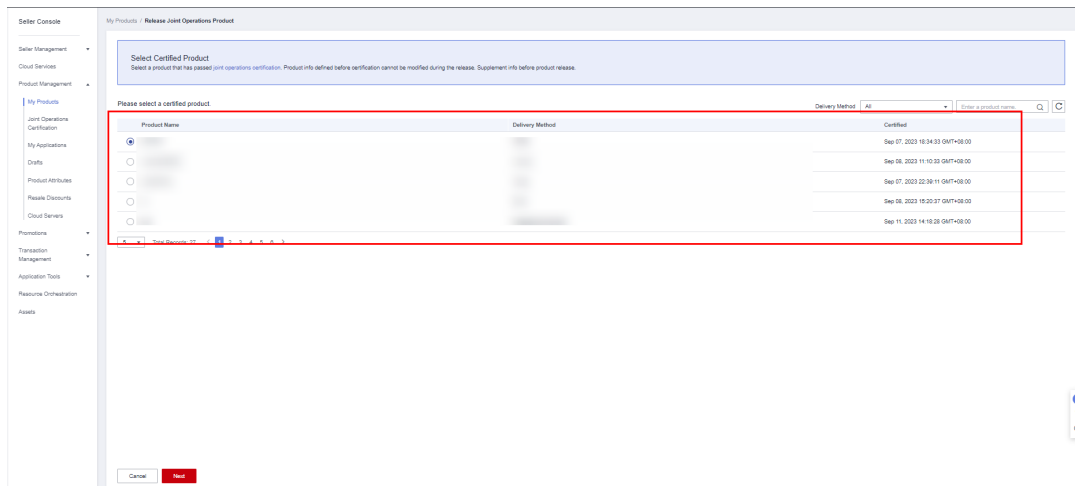 Seller Console
My Products / Release Joint Operations Product
Seller Management
Cloud Services
Product Management
My Products
Joint Operations
Certification
My Applications
Drafts
Product Attributes
Resale Discounts
Cloud Servers
Promotions
Transaction
Management
Application Tools
Resource Orchestration
Assets
Select Certified Product
Select a product that has passed joint operations certification. Product info defined before certification cannot be modified during the release. Supplement info before product release.
Please select a certified product
Delivery Method All Enter a product name.
Product Name Delivery Method Certified
Sep 07, 2023 18:34:33 GMT+08:00
Sep 08, 2023 11:10:33 GMT+08:00
Sep 07, 2023 22:39:11 GMT+08:00
Sep 08, 2023 15:20:37 GMT+08:00
Sep 11, 2023 14:18:28 GMT+08:00
5 Total Records: 27 < 1 2 3 4 5 6 >
Cancel Next